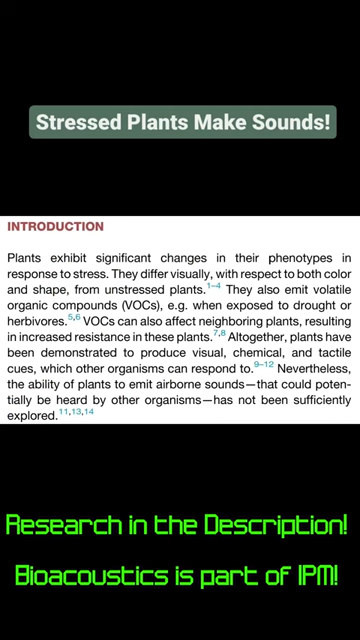 Stressed Plants Make Sounds!
INTRODUCTION
Plants exhibit significant changes in their phenotypes in
response to stress. They differ visually, with respect to both color
and shape, from unstressed plants.1–4 They also emit volatile
organic compounds (VOCs), e.g. when exposed to drought or
herbivores.5,6 VOCs can also affect neighboring plants, resulting
in increased resistance in these plants.7,8 Altogether, plants have
been demonstrated to produce visual, chemical, and tactile
cues, which other organisms can respond to.9–12 Nevertheless,
the ability of plants to emit airborne sounds—that could poten-
tially be heard by other organisms—has not been sufficiently
explored.11,13,14
Research in the Description!
Bioacoustics is part of IPM!